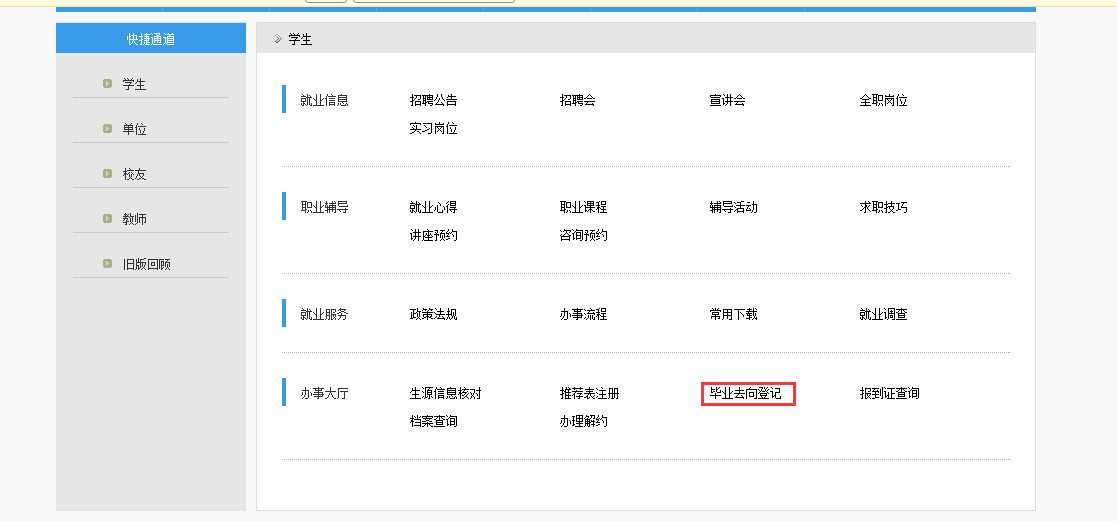 快捷通道
学生
单位
校友
教师
旧版回顾
学生
就业信息 招聘公告 招聘会 宣讲会 全职岗位
实习岗位
职业辅导 就业心得 职业课程 辅导活动 求职技巧
讲座预约 咨询预约
就业服务 政策法规 办事流程 常用下载 就业调查
办事大厅 生源信息核对 推荐表注册 毕业去向登记 报到证查询
档案查询 办理解约